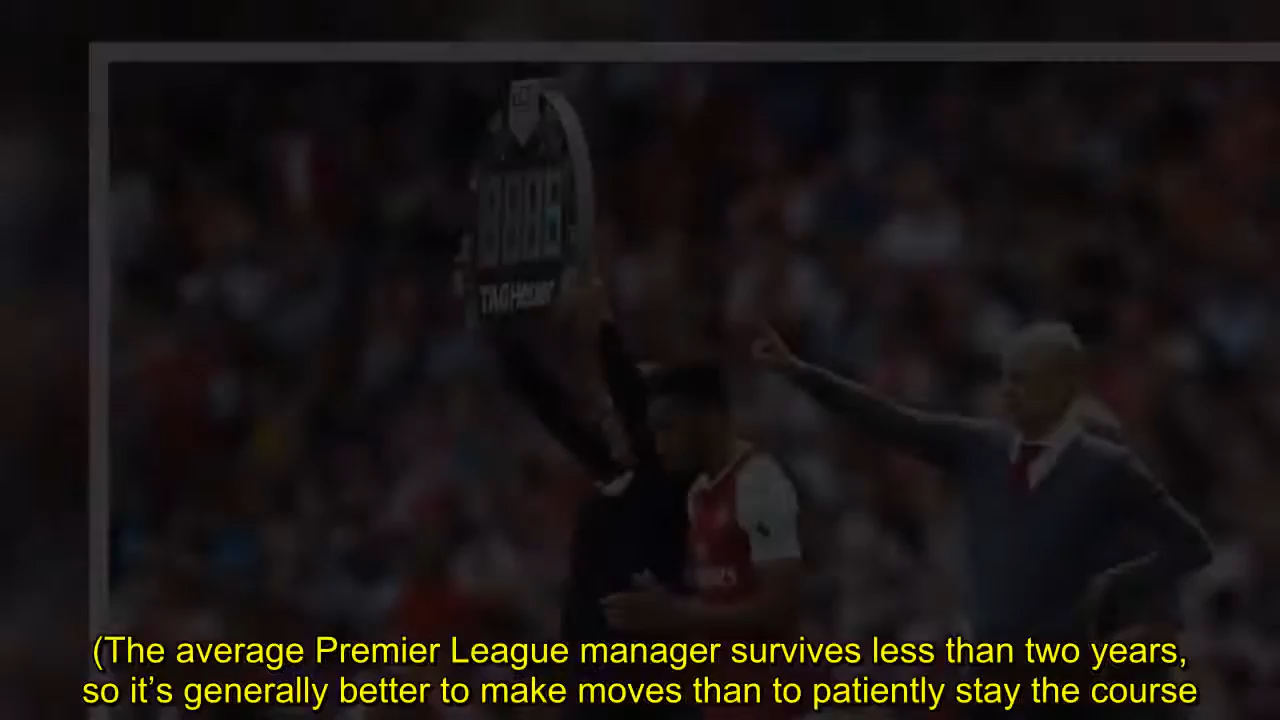 TAGHeuer
(The average Premier League manager survives less than two years,
so it’s generally better to make moves than to patiently stay the course